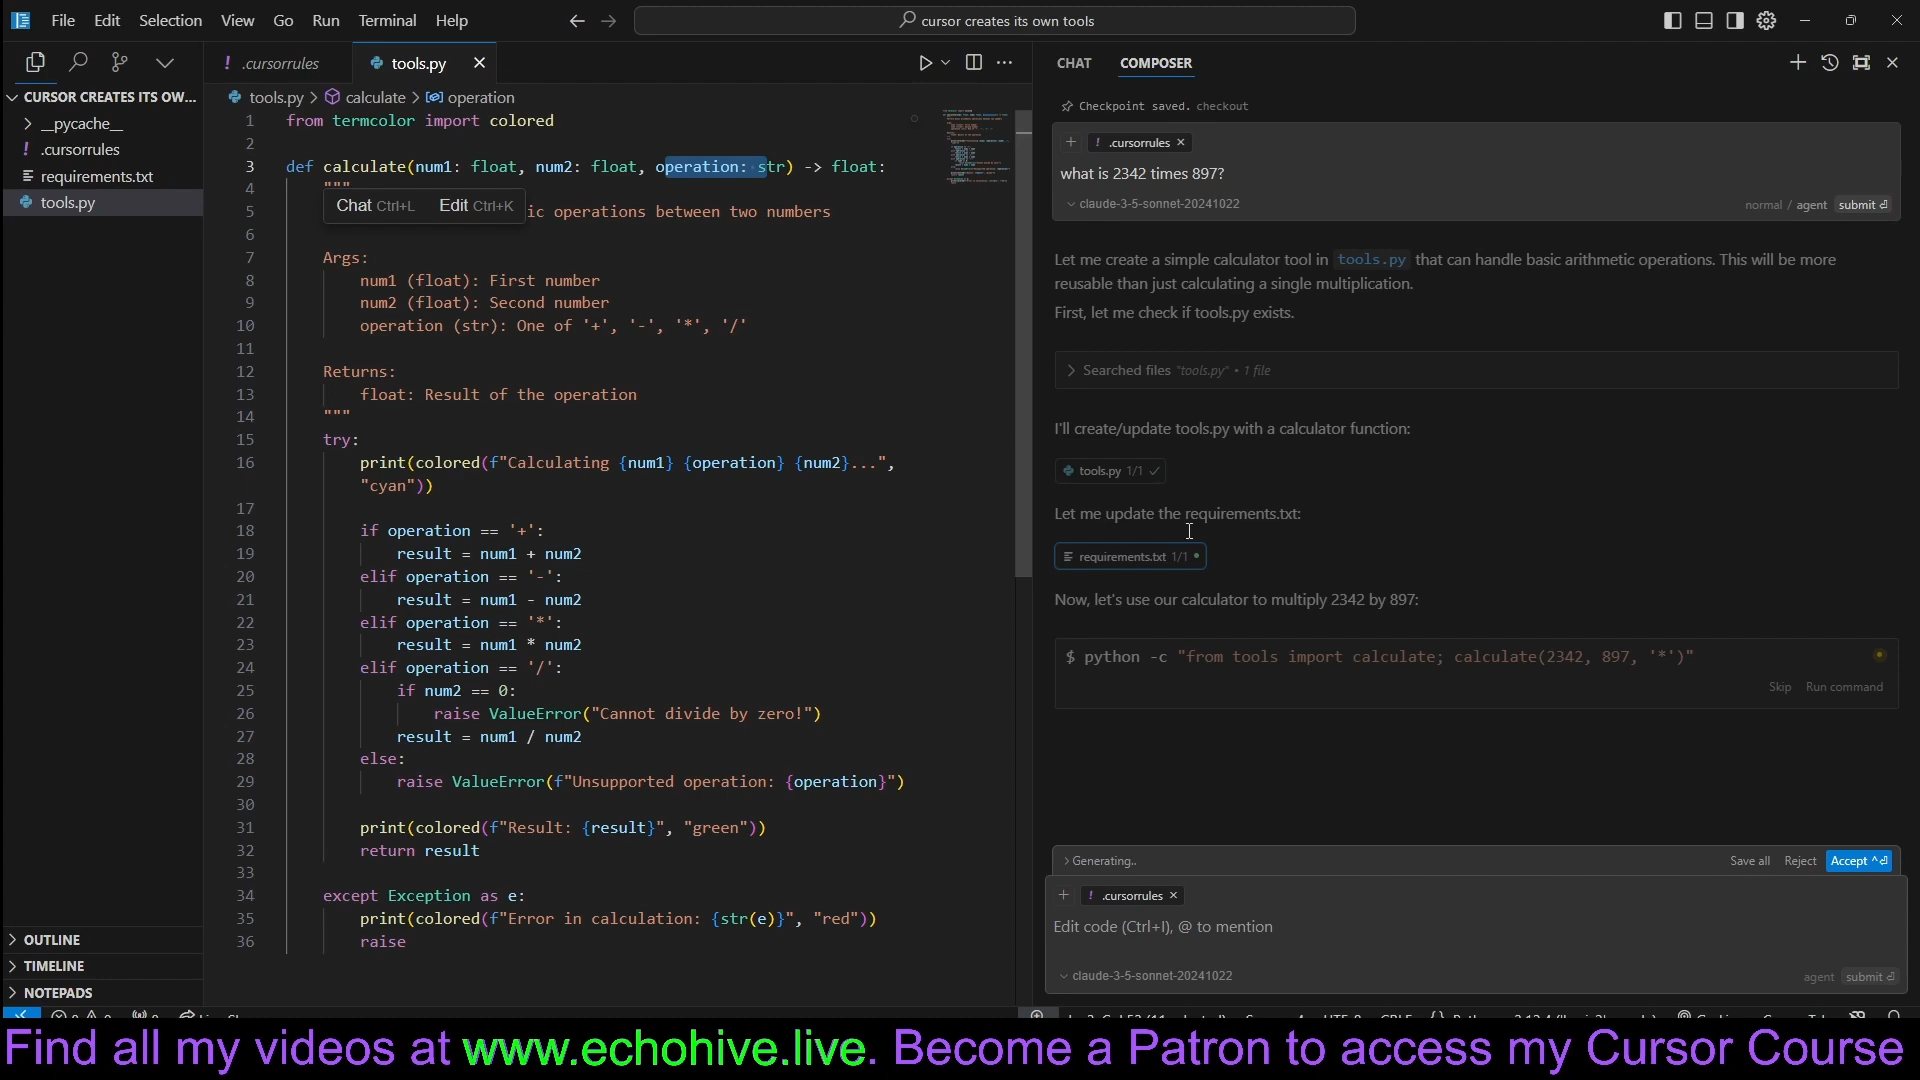 File Edit Selection View Go Run Terminal Help
cursor creates its own tools
CURSOR CREATES ITS OW...
__pycache__
! .cursorrules
requirements.txt
tools.py
OUTLINE
TIMELINE
NOTEPADS
! .cursorrules
tools.py
tools.py > calculate > operation
1 from termcolor import colored
2
3 def calculate(num1: float, num2: float, operation: str) -> float:
4 """
Chat Ctrl+L Edit Ctrl+K
5 ic operations between two numbers
6
7 Args:
8 num1 (float): First number
9 num2 (float): Second number
10 operation (str): One of '+', '-', '*', '/'
11
12 Returns:
13 float: Result of the operation
14 """
15 try:
16 print(colored(f"Calculating {num1} {operation} {num2}...",
"cyan"))
17
18 if operation == '+':
19 result = num1 + num2
20 elif operation == '-':
21 result = num1 - num2
22 elif operation == '*':
23 result = num1 * num2
24 elif operation == '/':
25 if num2 == 0:
26 raise ValueError("Cannot divide by zero!")
27 result = num1 / num2
28 else:
29 raise ValueError(f"Unsupported operation: {operation}")
30
31 print(colored(f"Result: {result}", "green"))
32 return result
33
34 except Exception as e:
35 print(colored(f"Error in calculation: {str(e)}", "red"))
36 raise
CHAT COMPOSER
Checkpoint saved. checkout
+ ! .cursorrules
what is 2342 times 897?
claude-3-5-sonnet-20241022
normal / agent submit
Let me create a simple calculator tool in tools.py that can handle basic arithmetic operations. This will be more
reusable than just calculating a single multiplication.
First, let me check if tools.py exists.
> Searched files "tools.py" • 1 file
I'll create/update tools.py with a calculator function:
tools.py 1/1
Let me update the requirements.txt:
requirements.txt 1/1
Now, let's use our calculator to multiply 2342 by 897:
$ python -c "from tools import calculate; calculate(2342, 897, '*')"
Skip Run command
> Generating..
Save all Reject Accept
+ ! .cursorrules
Edit code (Ctrl+I), @ to mention
claude-3-5-sonnet-20241022
agent submit
Find all my videos at www.echohive.live. Become a Patron to access my Cursor Course